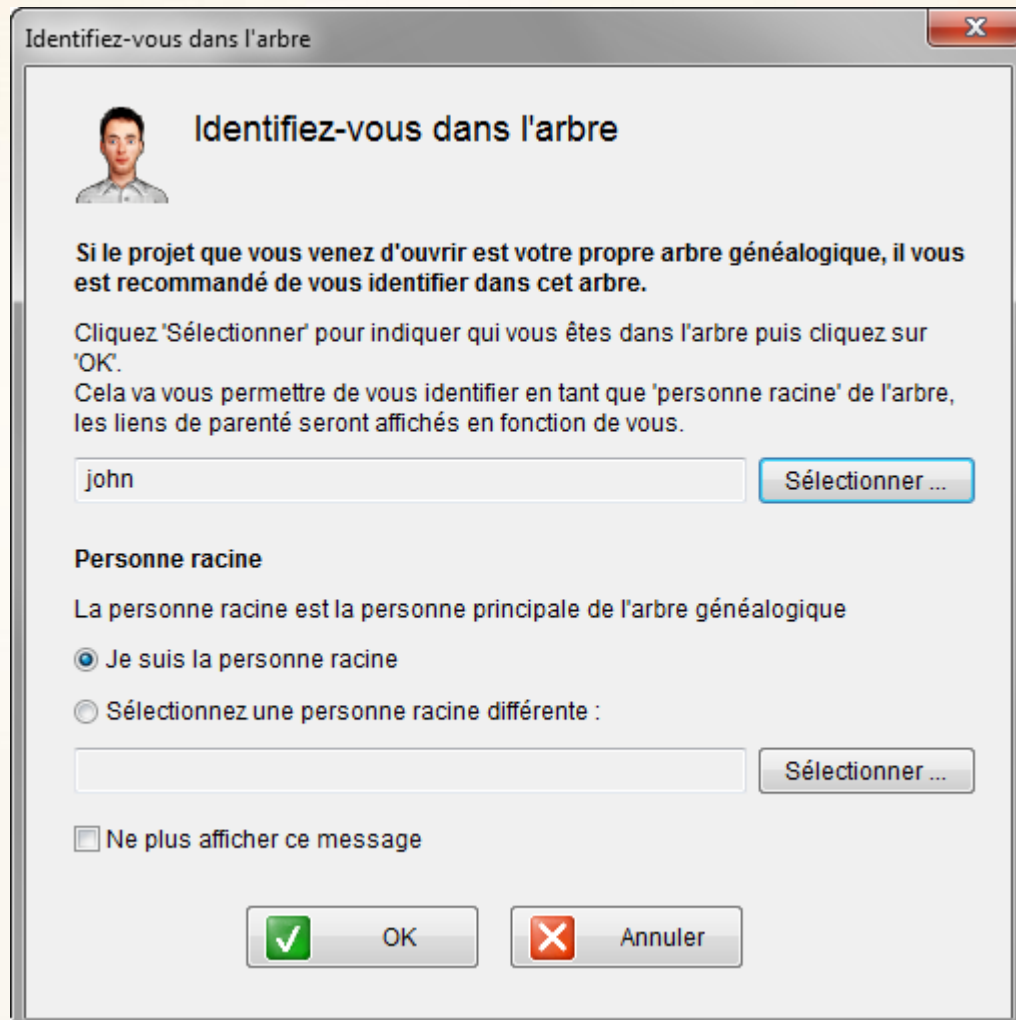 Identifiez-vous dans l'arbre
Identifiez-vous dans l'arbre
Si le projet que vous venez d'ouvrir est votre propre arbre généalogique, il vous
est recommandé de vous identifier dans cet arbre.
Cliquez 'Sélectionner' pour indiquer qui vous êtes dans l'arbre puis cliquez sur
'OK'.
Cela va vous permettre de vous identifier en tant que 'personne racine' de l'arbre,
les liens de parenté seront affichés en fonction de vous.
john
Sélectionner ...
Personne racine
La personne racine est la personne principale de l'arbre généalogique
Je suis la personne racine
Sélectionnez une personne racine différente :
Sélectionner ...
Ne plus afficher ce message
OK
Annuler